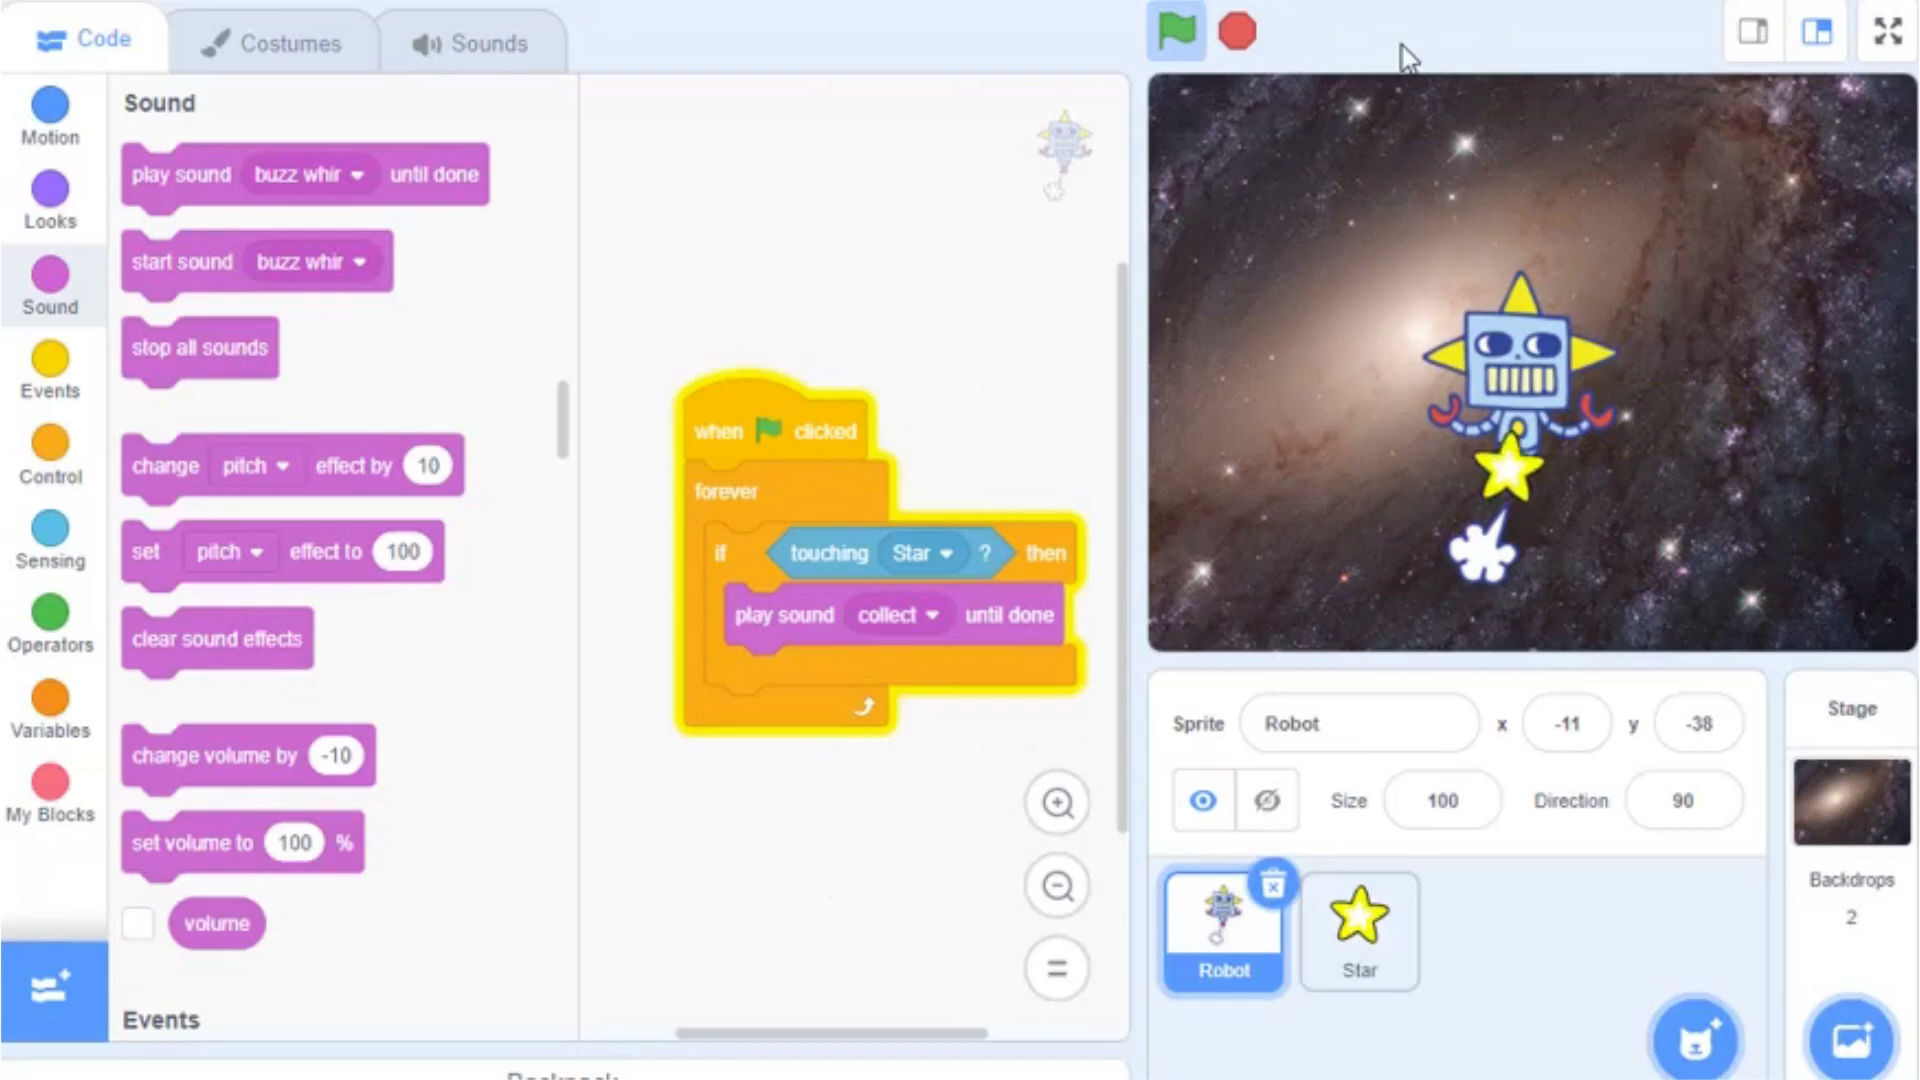 Code
Costumes
Sounds
Motion
Looks
Sound
Events
Control
Sensing
Operators
Variables
My Blocks
Sound
play sound buzz whir until done
start sound buzz whir
stop all sounds
change pitch effect by 10
set pitch effect to 100
clear sound effects
change volume by -10
set volume to 100 %
volume
Events
when clicked
forever
if touching Star ? then
play sound collect until done
Sprite Robot x -11 y -38
Size 100 Direction 90
Robot
Star
Stage
Backdrops
2